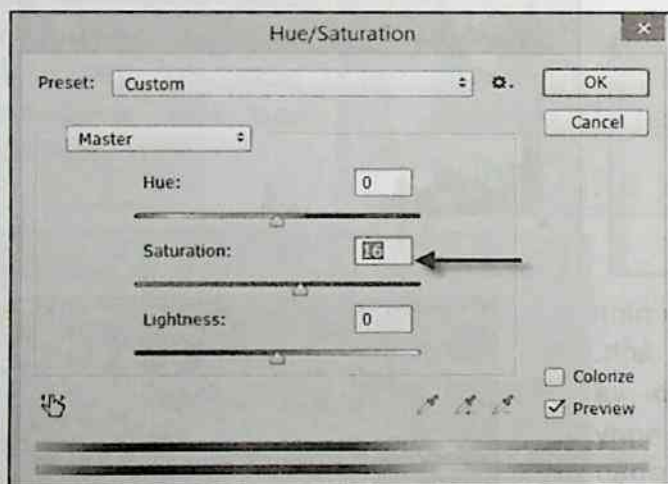 Hue/Saturation
Preset: Custom
OK
Cancel
Master
Hue: 0
Saturation: 16
Lightness: 0
Colorize
Preview